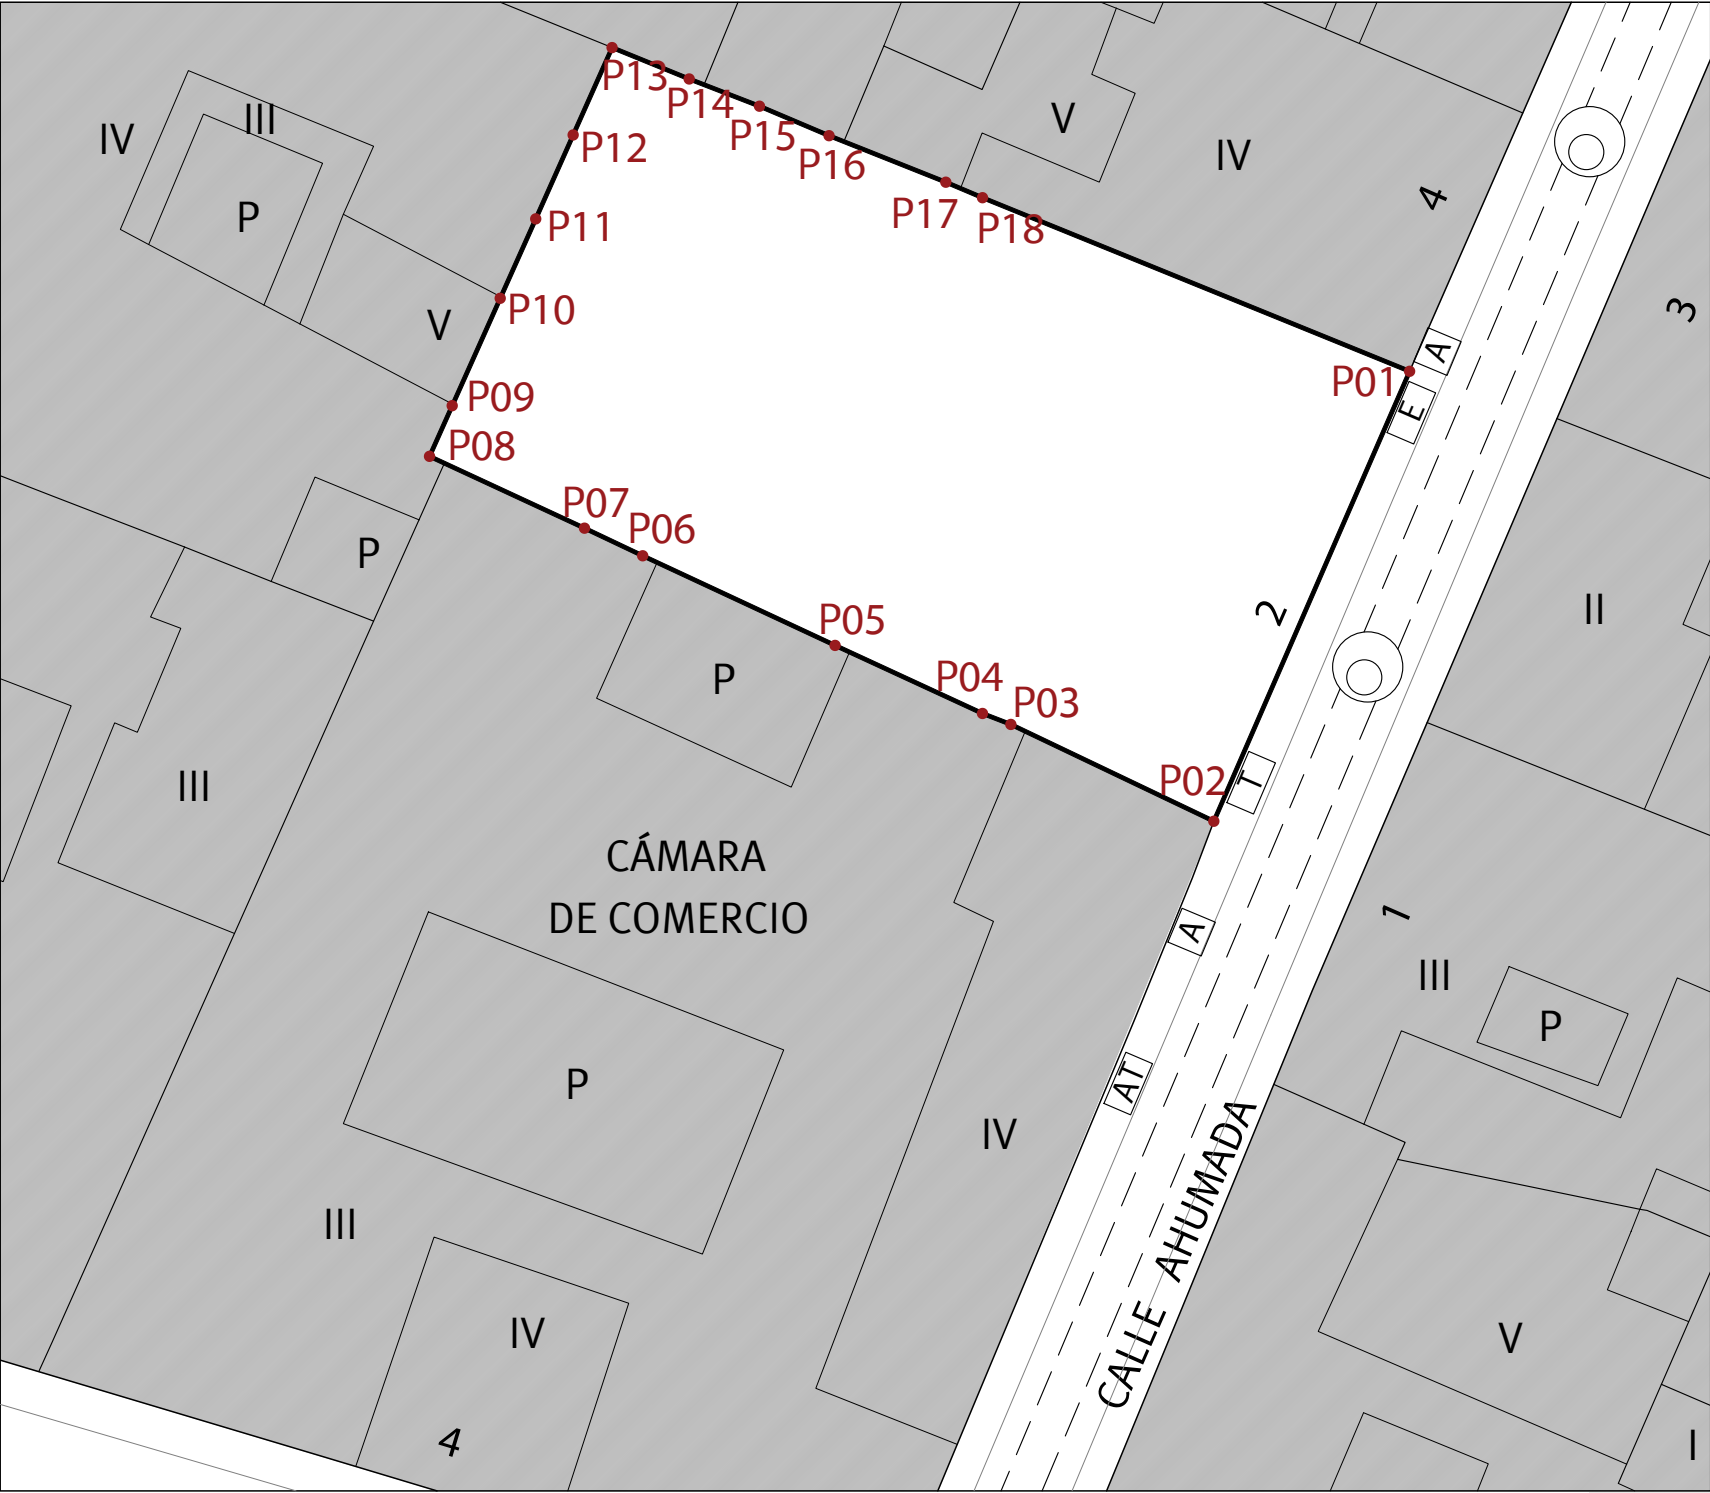 P13
P14
P15
P16
P17
P18
P12
P11
P10
P09
P08
P07
P06
P05
P04
P03
P02
P01
IV
III
P
V
V
IV
4
3
A
E
2
T
II
P
P
III
CÁMARA
DE COMERCIO
A
AT
1
III
P
P
IV
III
IV
4
CALLE AHUMADA
V
I